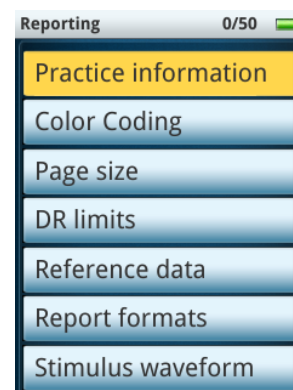 Reporting 0/50
Practice information
Color Coding
Page size
DR limits
Reference data
Report formats
Stimulus waveform